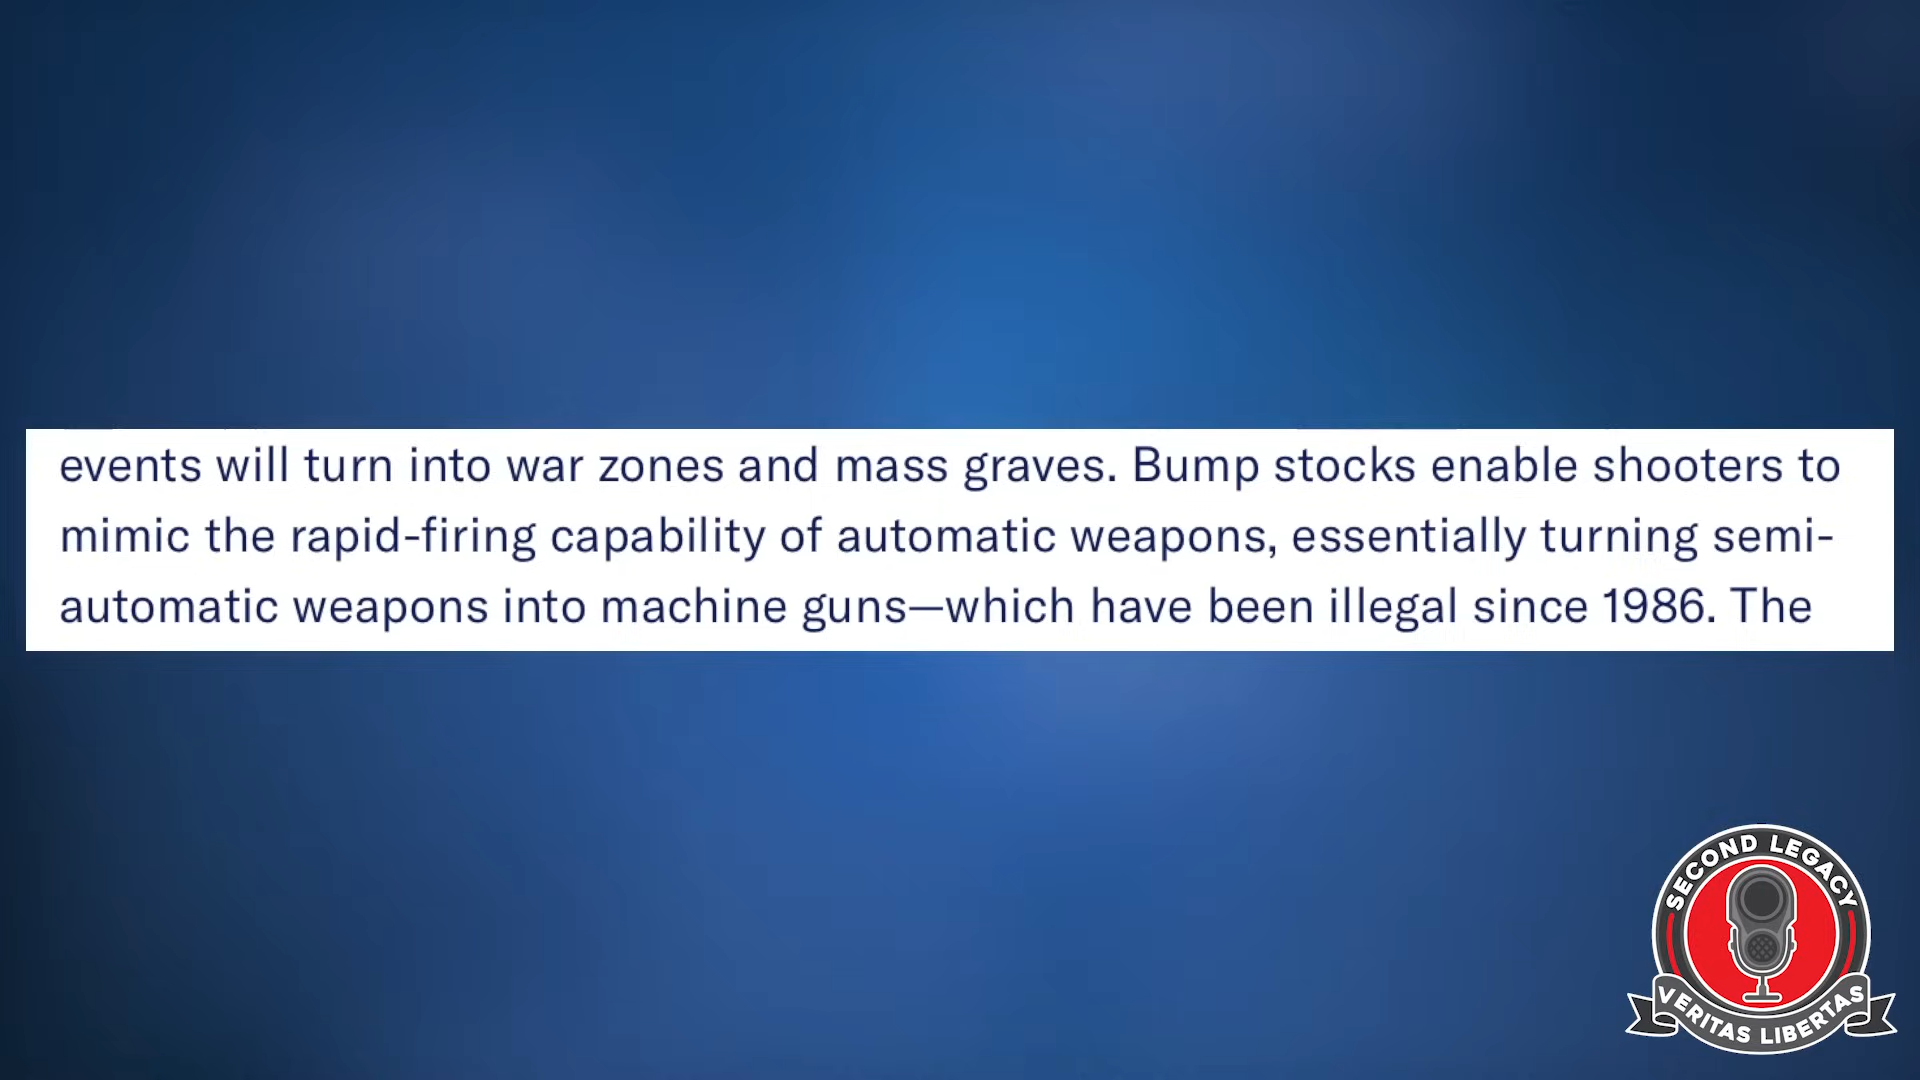 events will turn into war zones and mass graves. Bump stocks enable shooters to
mimic the rapid-firing capability of automatic weapons, essentially turning semi-
automatic weapons into machine guns—which have been illegal since 1986. The
SECOND LEGACY
VERITAS LIBERTAS